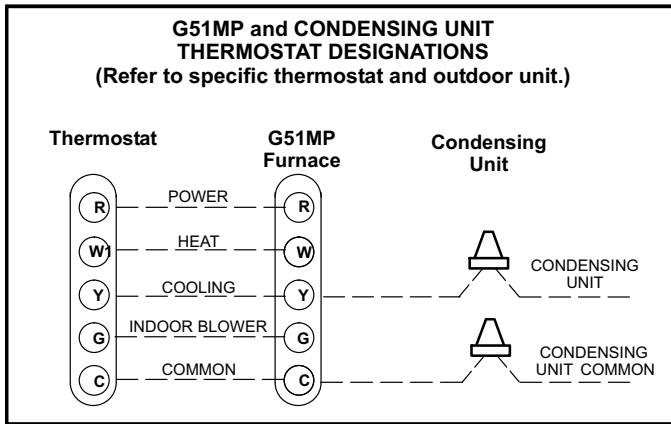 G51MP and CONDENSING UNIT
THERMOSTAT DESIGNATIONS
(Refer to specific thermostat and outdoor unit.)
Thermostat
G51MP
Furnace
Condensing
Unit
R
POWER
R
W1
HEAT
W
Y
COOLING
Y
CONDENSING
UNIT
G
INDOOR BLOWER
G
C
COMMON
C
CONDENSING
UNIT COMMON